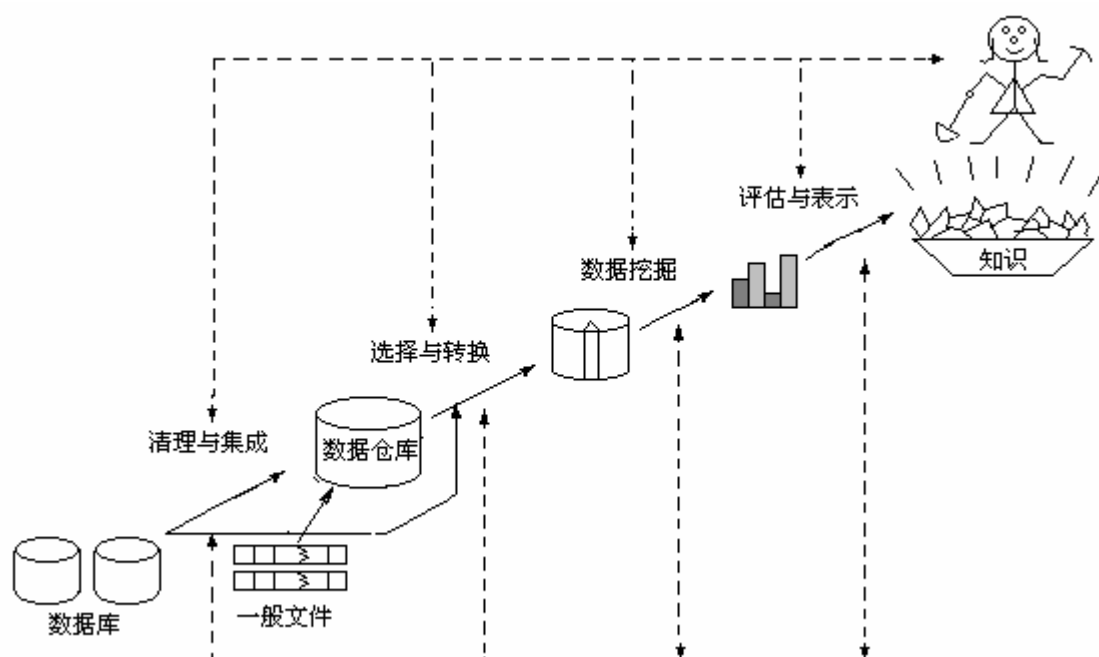 评估与表示
知识
数据挖掘
选择与转换
清理与集成
数据仓库
数据库
一般文件